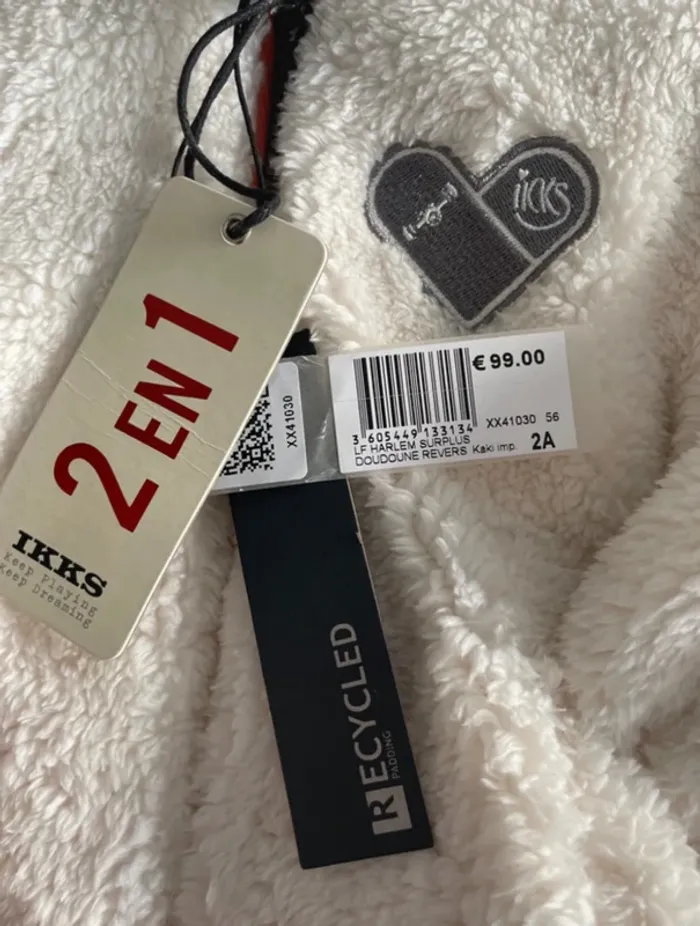 ikks
€ 99.00
3 605449 133134
XX41030 56
LF HARLEM SURPLUS
DOUDOUNE REVERS Kaki imp. 2A
XX41030
2 EN 1
IKKS
Keep Playing
Keep Dreaming
RECYCLED
PADDING